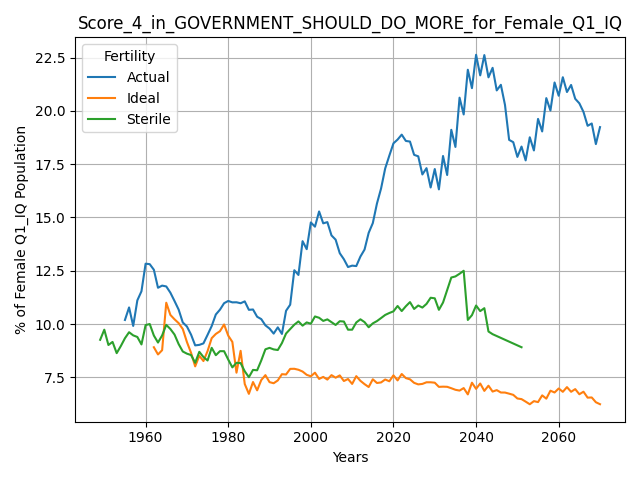 Score_4_in_GOVERNMENT_SHOULD_DO_MORE_for_Female_Q1_IQ
Fertility
Actual
Ideal
Sterile
% of Female Q1_IQ Population
22.5
20.0
17.5
15.0
12.5
10.0
7.5
1960
1980
2000
2020
2040
2060
Years